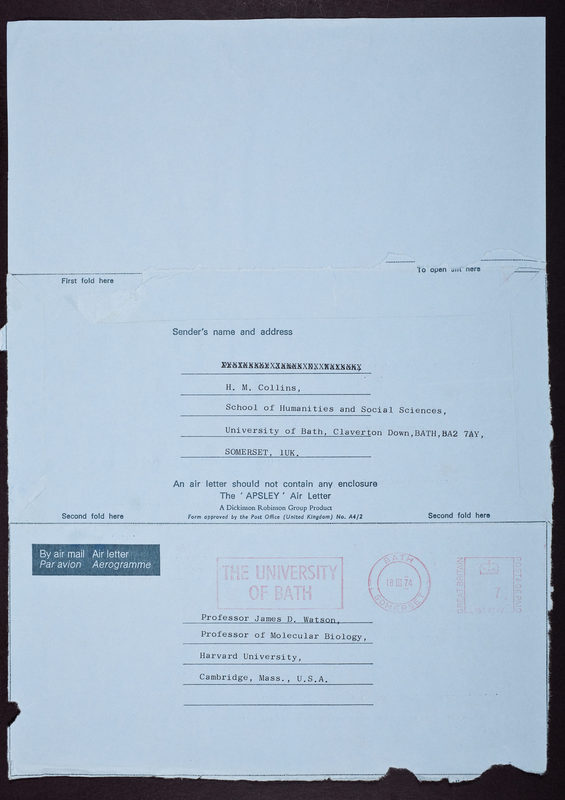 First fold here
To open slit here
Sender's name and address
H. M. Collins,
School of Humanities and Social Sciences,
University of Bath, Claverton Down,BATH,BA2 7AY,
SOMERSET, 1UK.
An air letter should not contain any enclosure
The 'APSLEY' Air Letter
A Dickinson Robinson Group Product
Form approved by the Post Office (United Kingdom) No. A4/2
Second fold here
Second fold here
By air mail Air letter
Par avion Aerogramme
THE UNIVERSITY
OF BATH
BATH
18 III 74
SOMERSET
GREAT BRITAIN
7
POSTAGE PAID
Professor James D. Watson,
Professor of Molecular Biology,
Harvard University,
Cambridge, Mass., U.S.A.